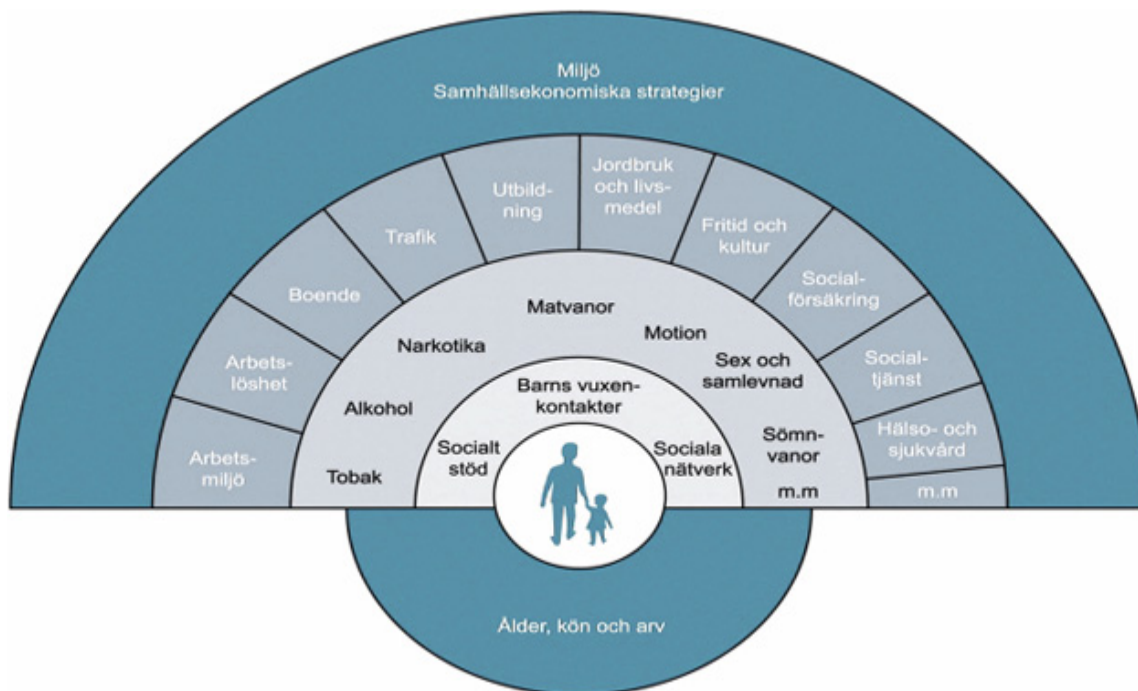 Miljö
Samhällsekonomiska strategier
Arbets-
miljö
Arbets-
löshet
Boende
Trafik
Utbild-
ning
Jordbruk
och livs-
medel
Fritid och
kultur
Social-
försäkring
Social-
tjänst
Hälso- och
sjukvård
m.m
Tobak
Alkohol
Narkotika
Matvanor
Motion
Sex och
samlevnad
Sömn-
vanor
m.m
Socialt
stöd
Barns vuxen-
kontakter
Sociala
nätverk
Ålder, kön och arv